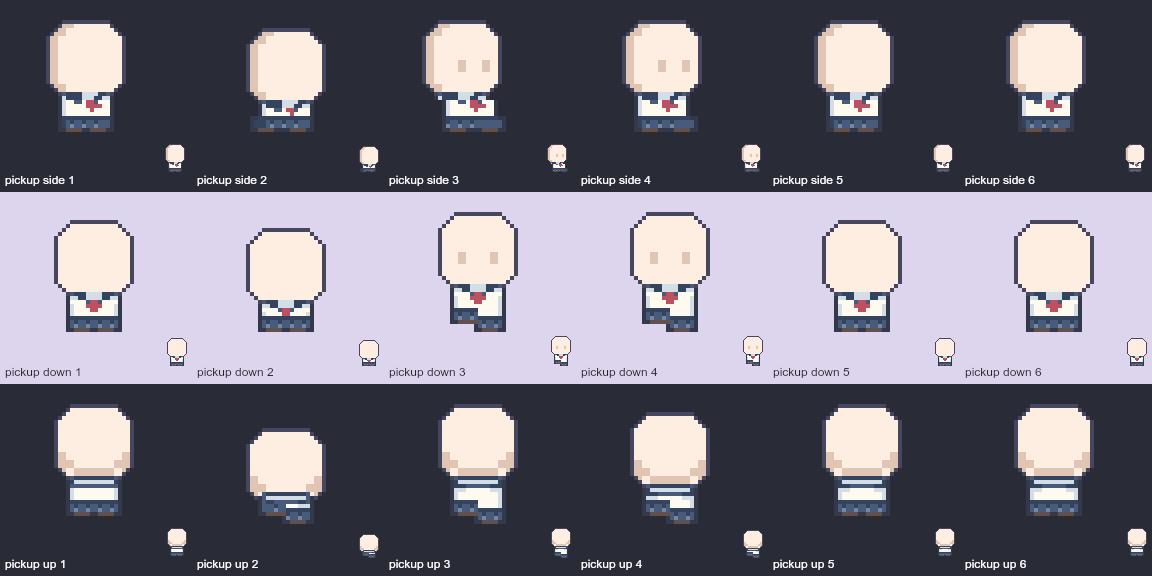 pickup side 1
pickup side 2
pickup side 3
pickup side 4
pickup side 5
pickup side 6
pickup down 1
pickup down 2
pickup down 3
pickup down 4
pickup down 5
pickup down 6
pickup up 1
pickup up 2
pickup up 3
pickup up 4
pickup up 5
pickup up 6